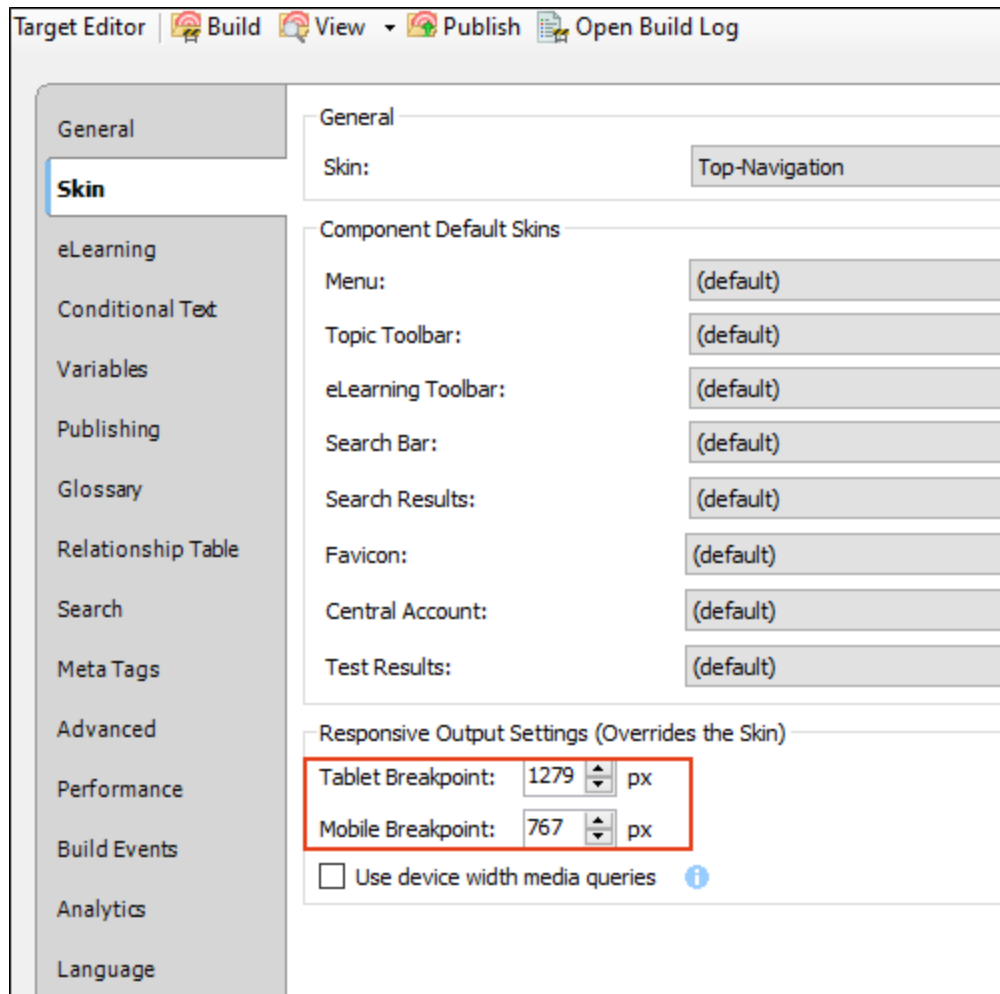 Target Editor Build View Publish Open Build Log
General
Skin
eLearning
Conditional Text
Variables
Publishing
Glossary
Relationship Table
Search
Meta Tags
Advanced
Performance
Build Events
Analytics
Language
General
Skin: Top-Navigation
Component Default Skins
Menu: (default)
Topic Toolbar: (default)
eLearning Toolbar: (default)
Search Bar: (default)
Search Results: (default)
Favicon: (default)
Central Account: (default)
Test Results: (default)
Responsive Output Settings (Overrides the Skin)
Tablet Breakpoint: 1279 px
Mobile Breakpoint: 767 px
Use device width media queries